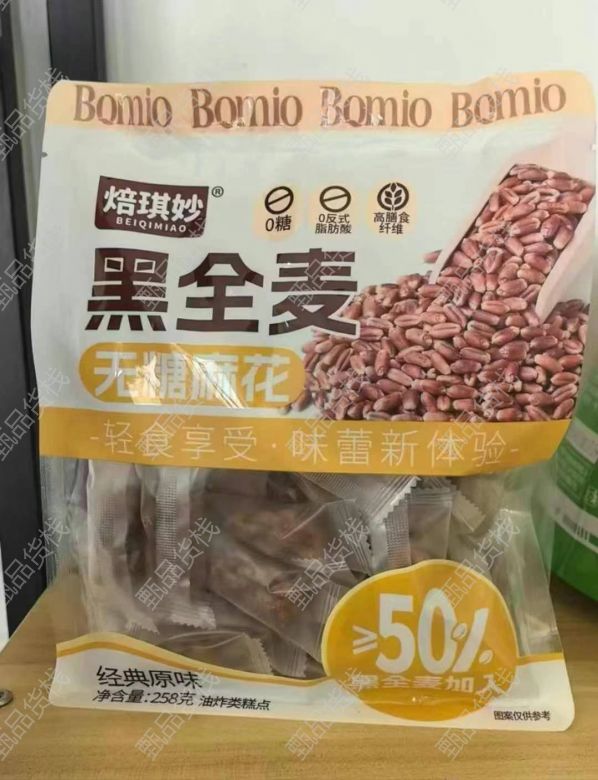 Bomio Bomio Bomio Bomio
焙琪妙®
BEIQIMIAO
0糖
0反式
脂肪酸
高膳食
纤维
黑全麦
无糖麻花
-轻食享受·味蕾新体验-
≥50%
黑全麦加入
经典原味
净含量:258克 油炸类糕点
图案仅供参考
甄品货栈